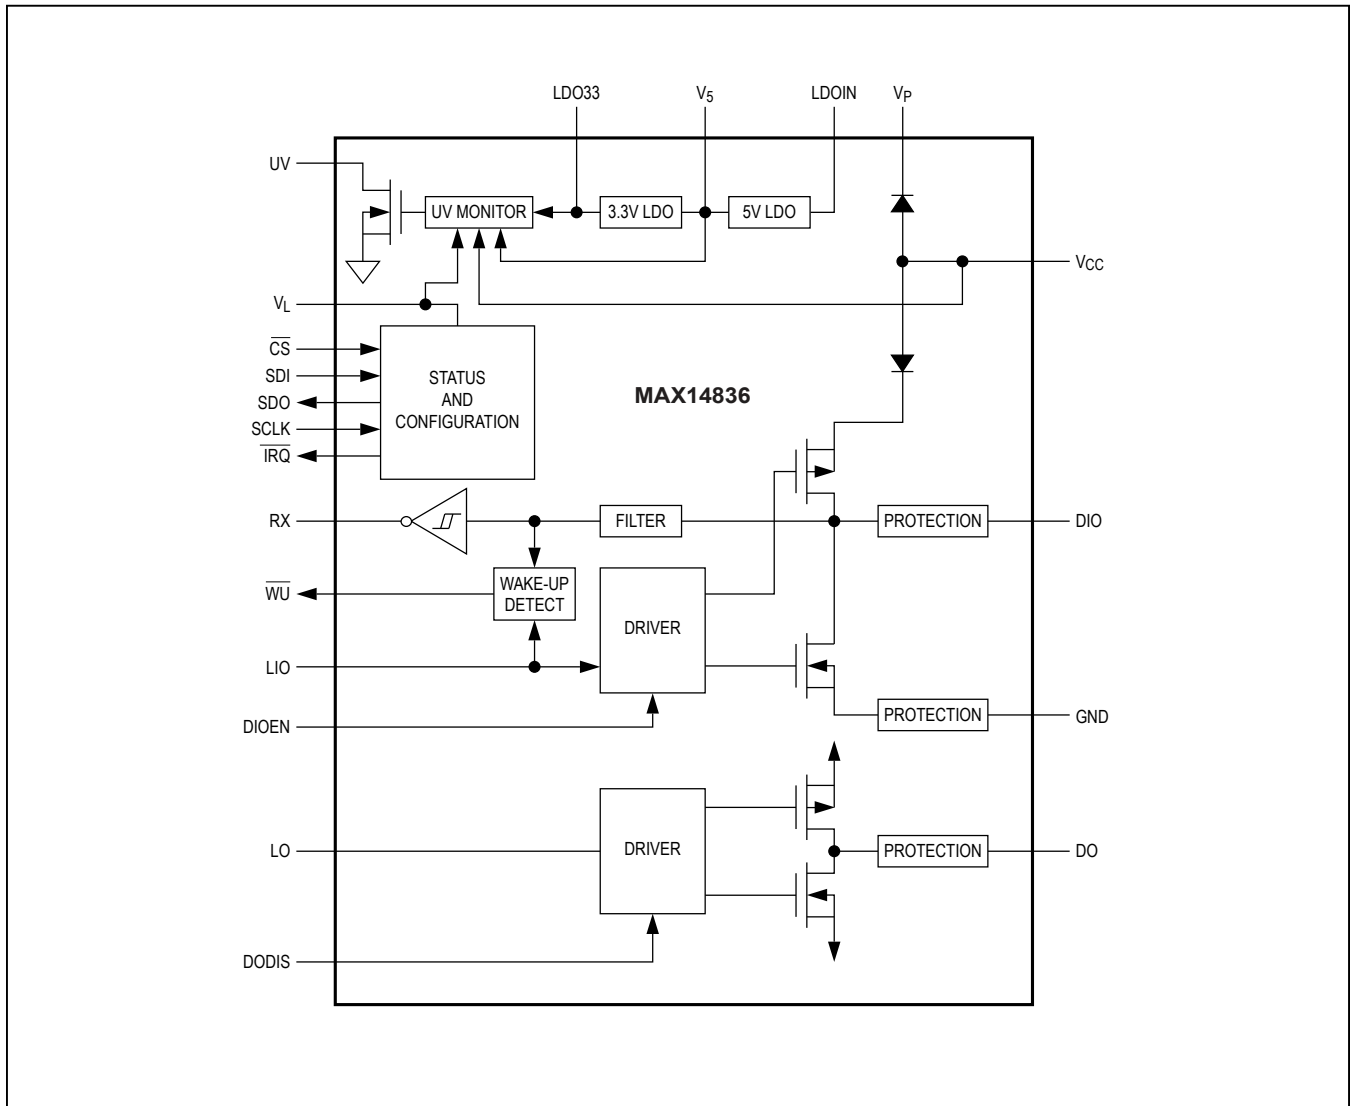 LDO33 V5 LDOIN VP
UV
UV MONITOR 3.3V LDO 5V LDO
VCC
VL
CS
SDI
SDO
SCLK
IRQ
STATUS
AND
CONFIGURATION
MAX14836
RX
FILTER
PROTECTION
DIO
WU
WAKE-UP
DETECT
DRIVER
LIO
DIOEN
PROTECTION
GND
LO
DRIVER
PROTECTION
DO
DODIS